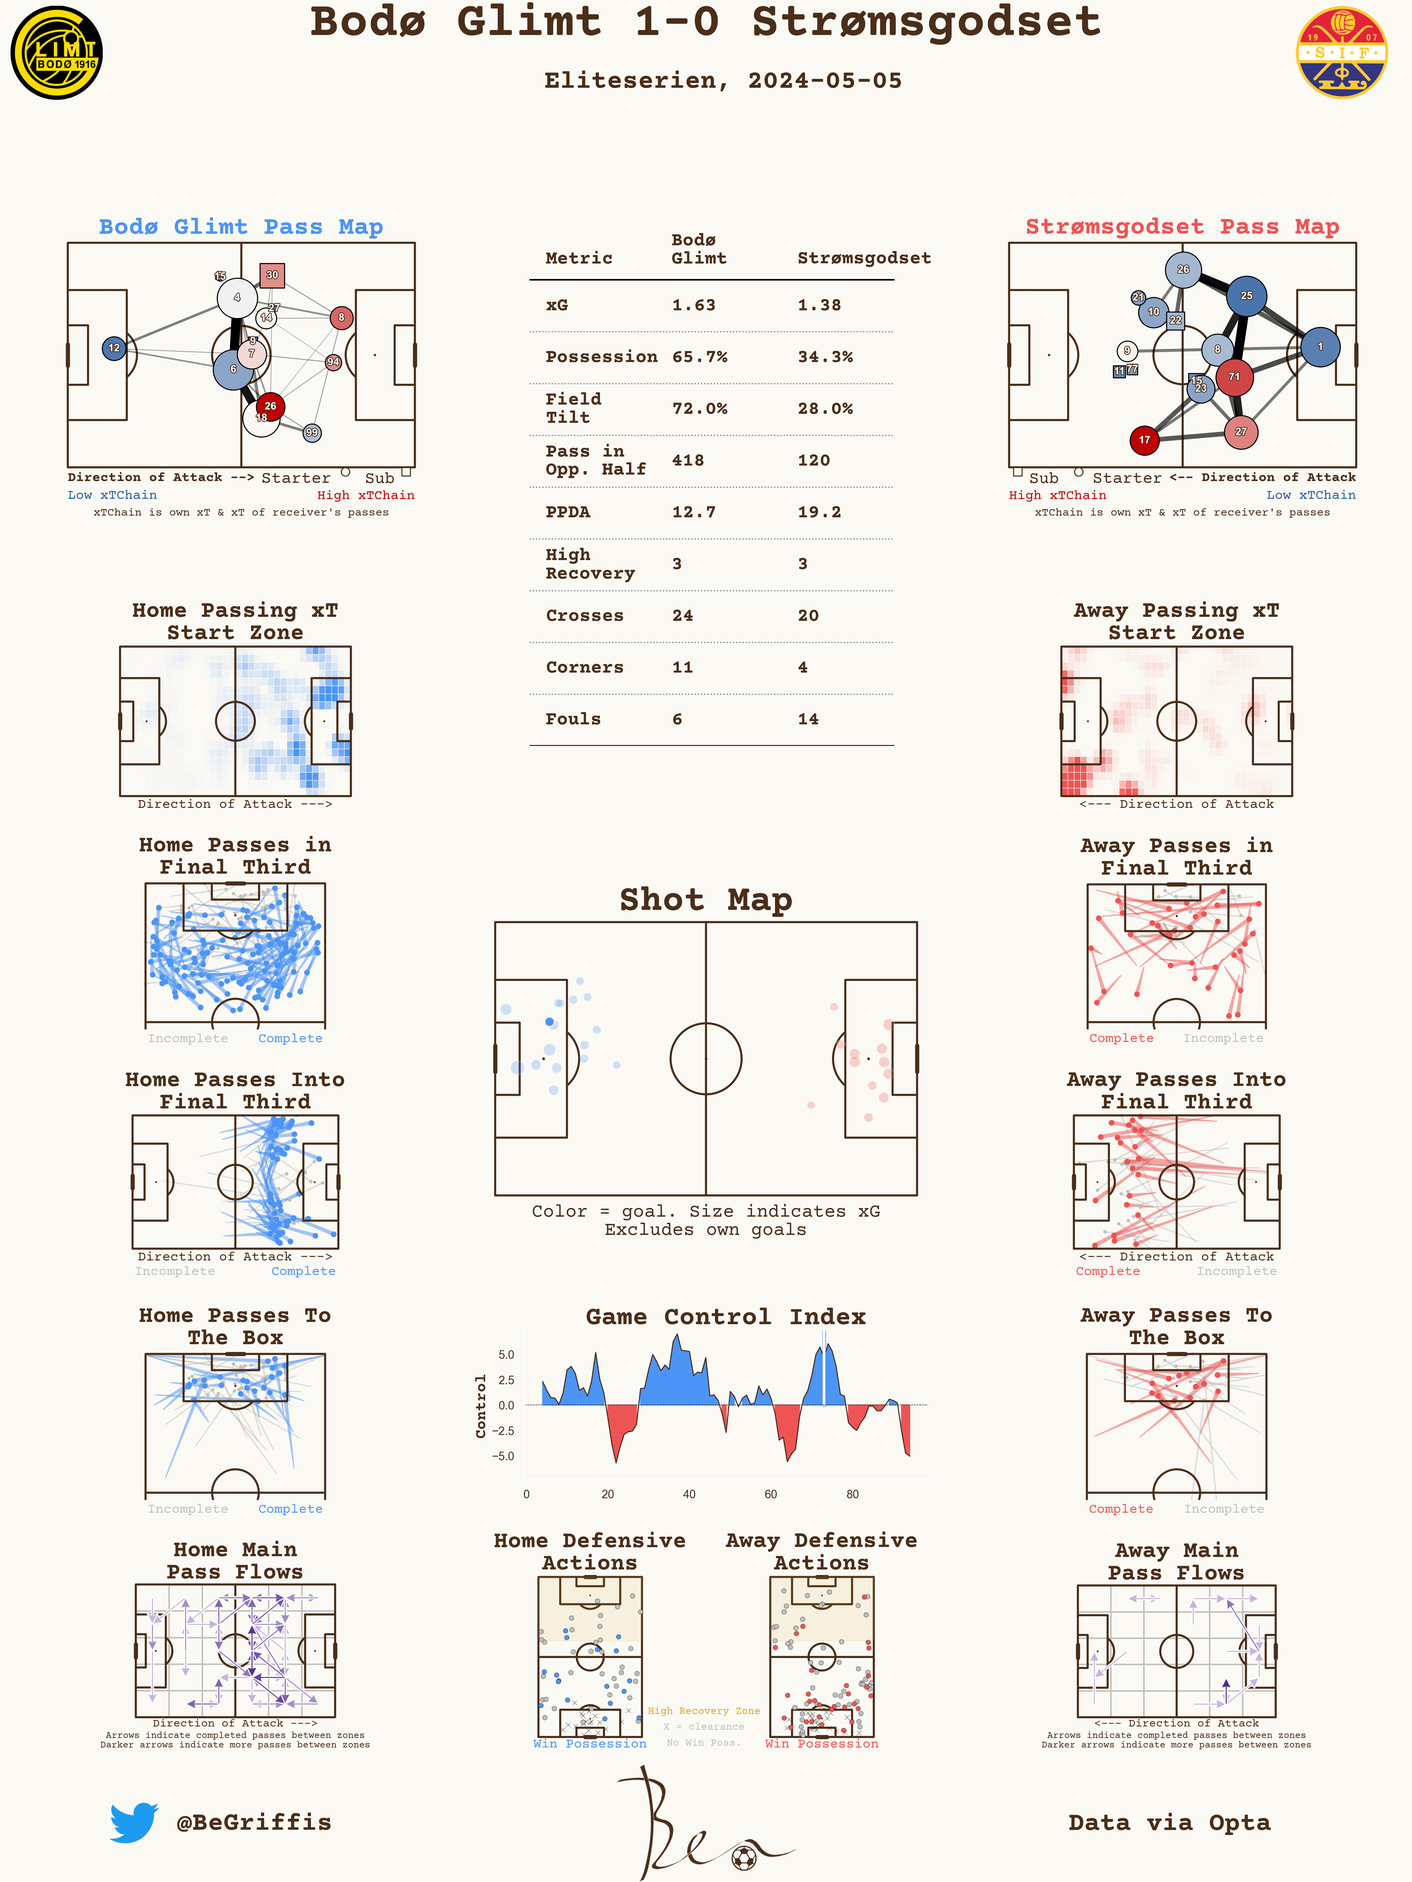 Bodø Glimt 1-0 Strømsgodset
Eliteserien, 2024-05-05
LIMT
BODØ 1916
19 07
S.I.F
Bodø Glimt Pass Map
15
30
4
27
14
8
12
9
7
94
6
26
18
99
Direction of Attack --> Starter Sub
Low xTChain High xTChain
xTChain is own xT & xT of receiver's passes
Metric Bodø Glimt Strømsgodset
xG 1.63 1.38
Possession 65.7% 34.3%
Field Tilt 72.0% 28.0%
Pass in Opp. Half 418 120
PPDA 12.7 19.2
High Recovery 3 3
Crosses 24 20
Corners 11 4
Fouls 6 14
Strømsgodset Pass Map
26
21
25
10
22
9
8
1
11
77
15
71
23
17
27
Sub Starter <-- Direction of Attack
High xTChain Low xTChain
xTChain is own xT & xT of receiver's passes
Home Passing xT
Start Zone
Direction of Attack --->
Away Passing xT
Start Zone
<--- Direction of Attack
Home Passes in
Final Third
Incomplete Complete
Shot Map
Color = goal. Size indicates xG
Excludes own goals
Away Passes in
Final Third
Complete Incomplete
Home Passes Into
Final Third
Direction of Attack --->
Incomplete Complete
Away Passes Into
Final Third
<--- Direction of Attack
Complete Incomplete
Home Passes To
The Box
Incomplete Complete
Game Control Index
Control
5.0
2.5
0.0
−2.5
−5.0
0 20 40 60 80
Away Passes To
The Box
Complete Incomplete
Home Main
Pass Flows
Direction of Attack --->
Arrows indicate completed passes between zones
Darker arrows indicate more passes between zones
Home Defensive
Actions
Win Possession
High Recovery Zone
X = clearance
No Win Poss.
Away Defensive
Actions
Win Possession
Away Main
Pass Flows
<--- Direction of Attack
Arrows indicate completed passes between zones
Darker arrows indicate more passes between zones
@BeGriffis
Ben
Data via Opta